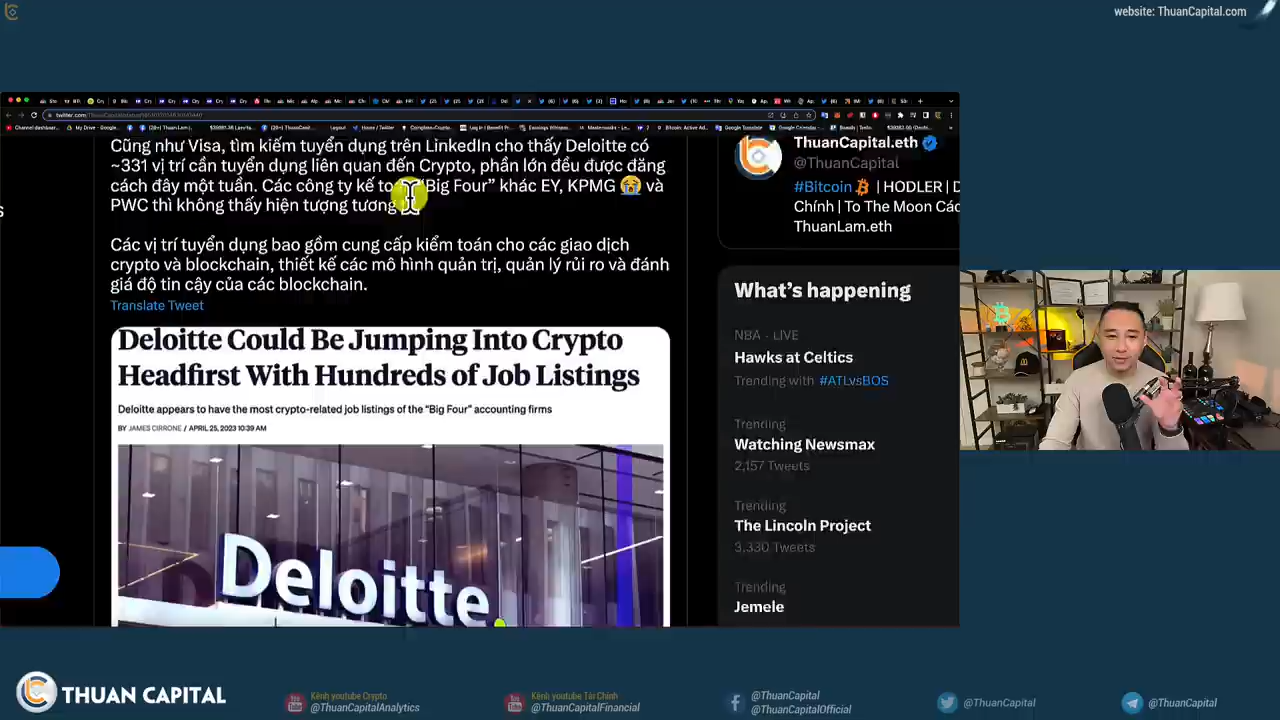 website: ThuanCapital.com
Cũng như Visa, tìm kiếm tuyển dụng trên LinkedIn cho thấy Deloitte có
~331 vị trí cần tuyển dụng liên quan đến Crypto, phần lớn đều được đăng
cách đây một tuần. Các công ty kế “Big Four” khác EY, KPMG 😭 và
PWC thì không thấy hiện tượng tương
Các vị trí tuyển dụng bao gồm cung cấp kiểm toán cho các giao dịch
crypto và blockchain, thiết kế các mô hình quản trị, quản lý rủi ro và đánh
giá độ tin cậy của các blockchain.
Translate Tweet
Deloitte Could Be Jumping Into Crypto
Headfirst With Hundreds of Job Listings
Deloitte appears to have the most crypto-related job listings of the “Big Four” accounting firms
BY JAMES CIRRONE / APRIL 25, 2023 10:39 AM
Deloitte.
ThuanCapital.eth
@ThuanCapital
#Bitcoin | HODLER | D
Chính | To The Moon Các
ThuanLam.eth
What’s happening
NBA · LIVE
Hawks at Celtics
Trending with #ATLvsBOS
Trending
Watching Newsmax
2,157 Tweets
Trending
The Lincoln Project
3,330 Tweets
Trending
Jemele
THUAN CAPITAL
Kênh youtube Crypto
@ThuanCapitalAnalytics
Kênh youtube Tài Chính
@ThuanCapitalFinancial
@ThuanCapital
@ThuanCapitalOfficial
@ThuanCapital
@ThuanCapital